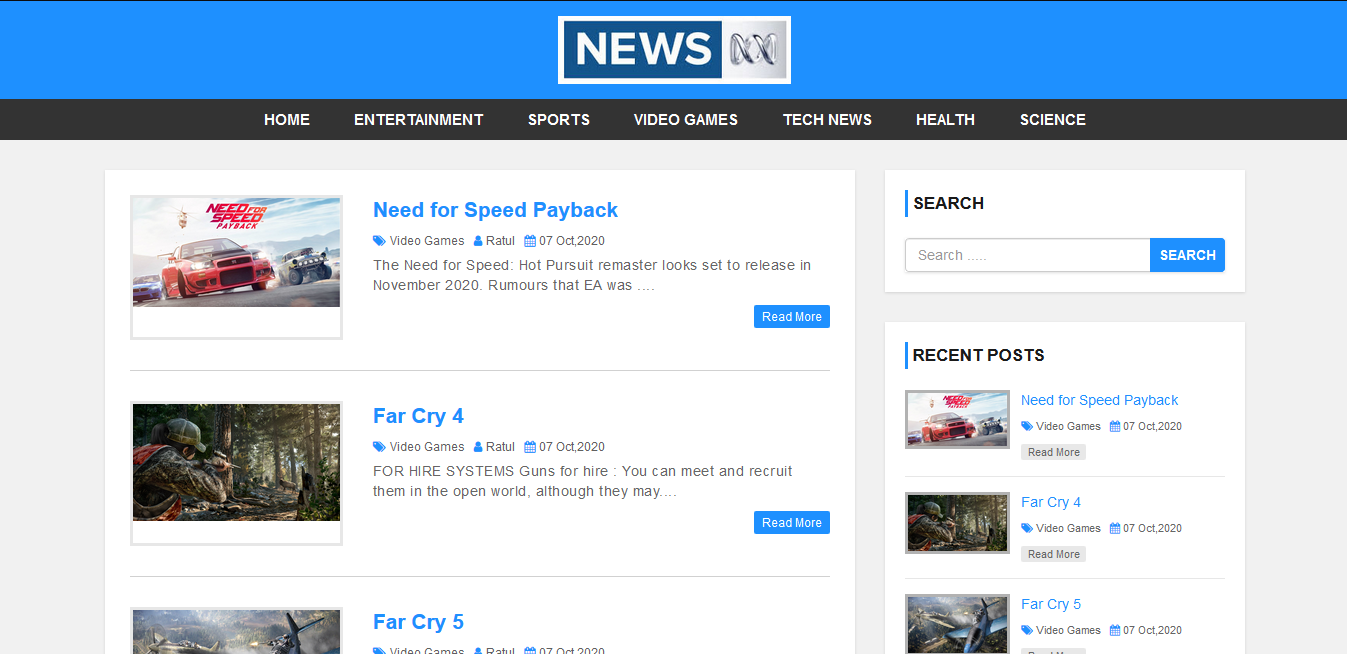 NEWS
HOME ENTERTAINMENT SPORTS VIDEO GAMES TECH NEWS HEALTH SCIENCE
NEED FOR SPEED PAYBACK
Need for Speed Payback
Video Games Ratul 07 Oct,2020
The Need for Speed: Hot Pursuit remaster looks set to release in
November 2020. Rumours that EA was ....
Read More
Far Cry 4
Video Games Ratul 07 Oct,2020
FOR HIRE SYSTEMS Guns for hire : You can meet and recruit
them in the open world, although they may....
Read More
Far Cry 5
Video Games Ratul 07 Oct,2020
SEARCH
Search .....
SEARCH
RECENT POSTS
NEED FOR SPEED PAYBACK
Need for Speed Payback
Video Games 07 Oct,2020
Read More
Far Cry 4
Video Games 07 Oct,2020
Read More
Far Cry 5
Video Games 07 Oct,2020
Read More